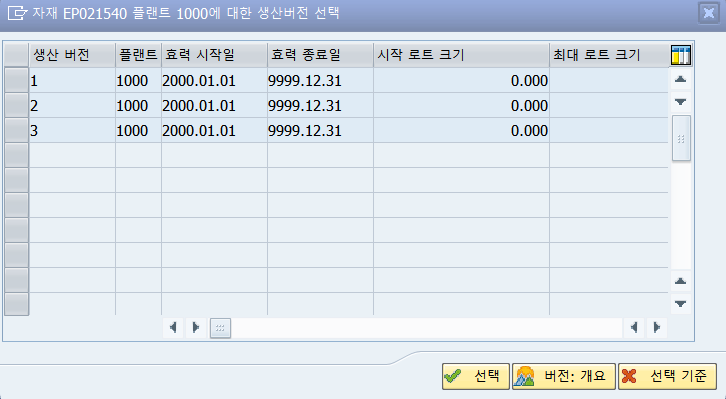 자재 EP021540 플랜트 1000에 대한 생산버전 선택
생산 버전 플랜트 효력 시작일 효력 종료일 시작 로트 크기 최대 로트 크기
1 1000 2000.01.01 9999.12.31 0.000
2 1000 2000.01.01 9999.12.31 0.000
3 1000 2000.01.01 9999.12.31 0.000
선택 버전: 개요 선택 기준